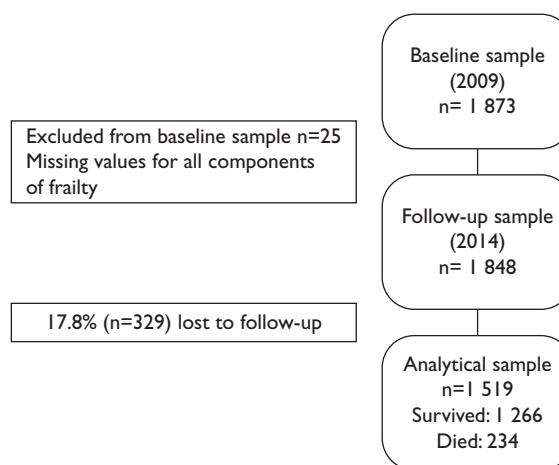 Baseline sample
(2009)
n= 1 873
Excluded from baseline sample n=25
Missing values for all components
of frailty
Follow-up sample
(2014)
n= 1 848
17.8% (n=329) lost to follow-up
Analytical sample
n=1 519
Survived: 1 266
Died: 234